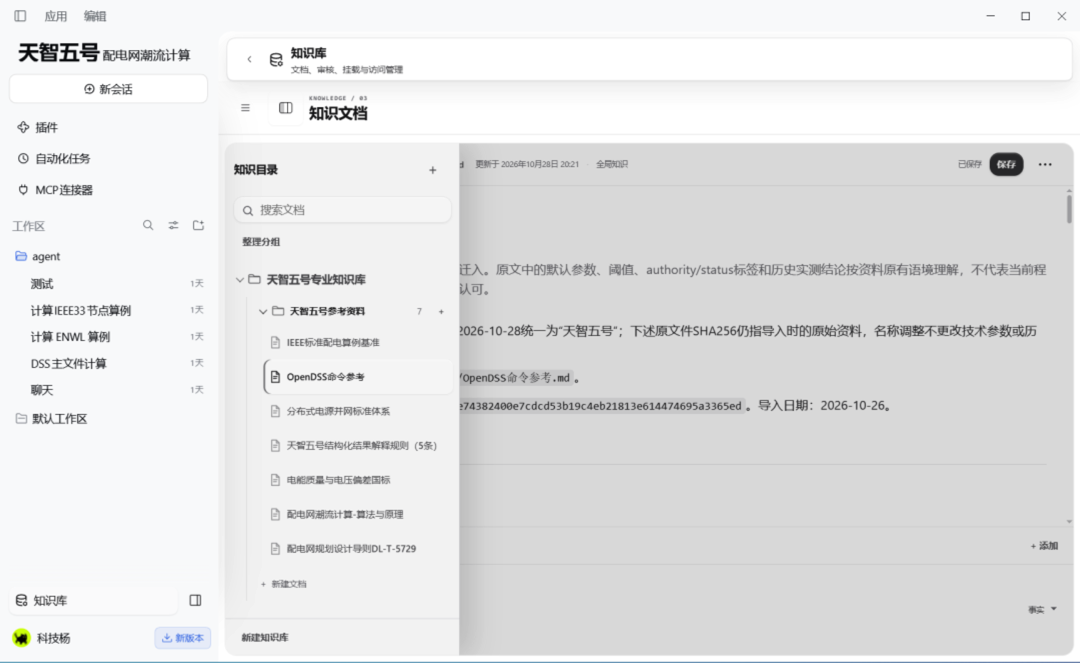 应用 编辑
天智五号 配电网潮流计算
新会话
插件
自动化任务
MCP连接器
工作区
agent
测试 1天
计算IEEE33节点算例 1天
计算 ENWL 算例 1天
DSS主文件计算 1天
聊天 1天
默认工作区
知识库
科技杨 新版本
知识库
文档、审核、挂载与访问管理
KNOWLEDGE / 03
知识文档
知识目录 +
搜索文档
整理分组
天智五号专业知识库
天智五号参考资料 7 +
IEEE标准配电算例基准
OpenDSS命令参考
分布式电源并网标准体系
天智五号结构化结果解释规则（5条）
电能质量与电压偏差国标
配电网潮流计算-算法与原理
配电网规划设计导则DL-T-5729
+ 新建文档
新建知识库
d 更新于 2026年10月28日 20:21 · 全局知识 已保存 保存 ···
迁入。原文中的默认参数、阈值、authority/status标签和历史实测结论按资料原有语境理解，不代表当前程
认可。
2026-10-28统一为“天智五号”；下述原文件SHA256仍指导入时的原始资料，名称调整不更改技术参数或历
/OpenDSS命令参考.md。
e74382400e7cdcd53b19c4eb21813e614474695a3365ed。导入日期：2026-10-26。
+ 添加
事实